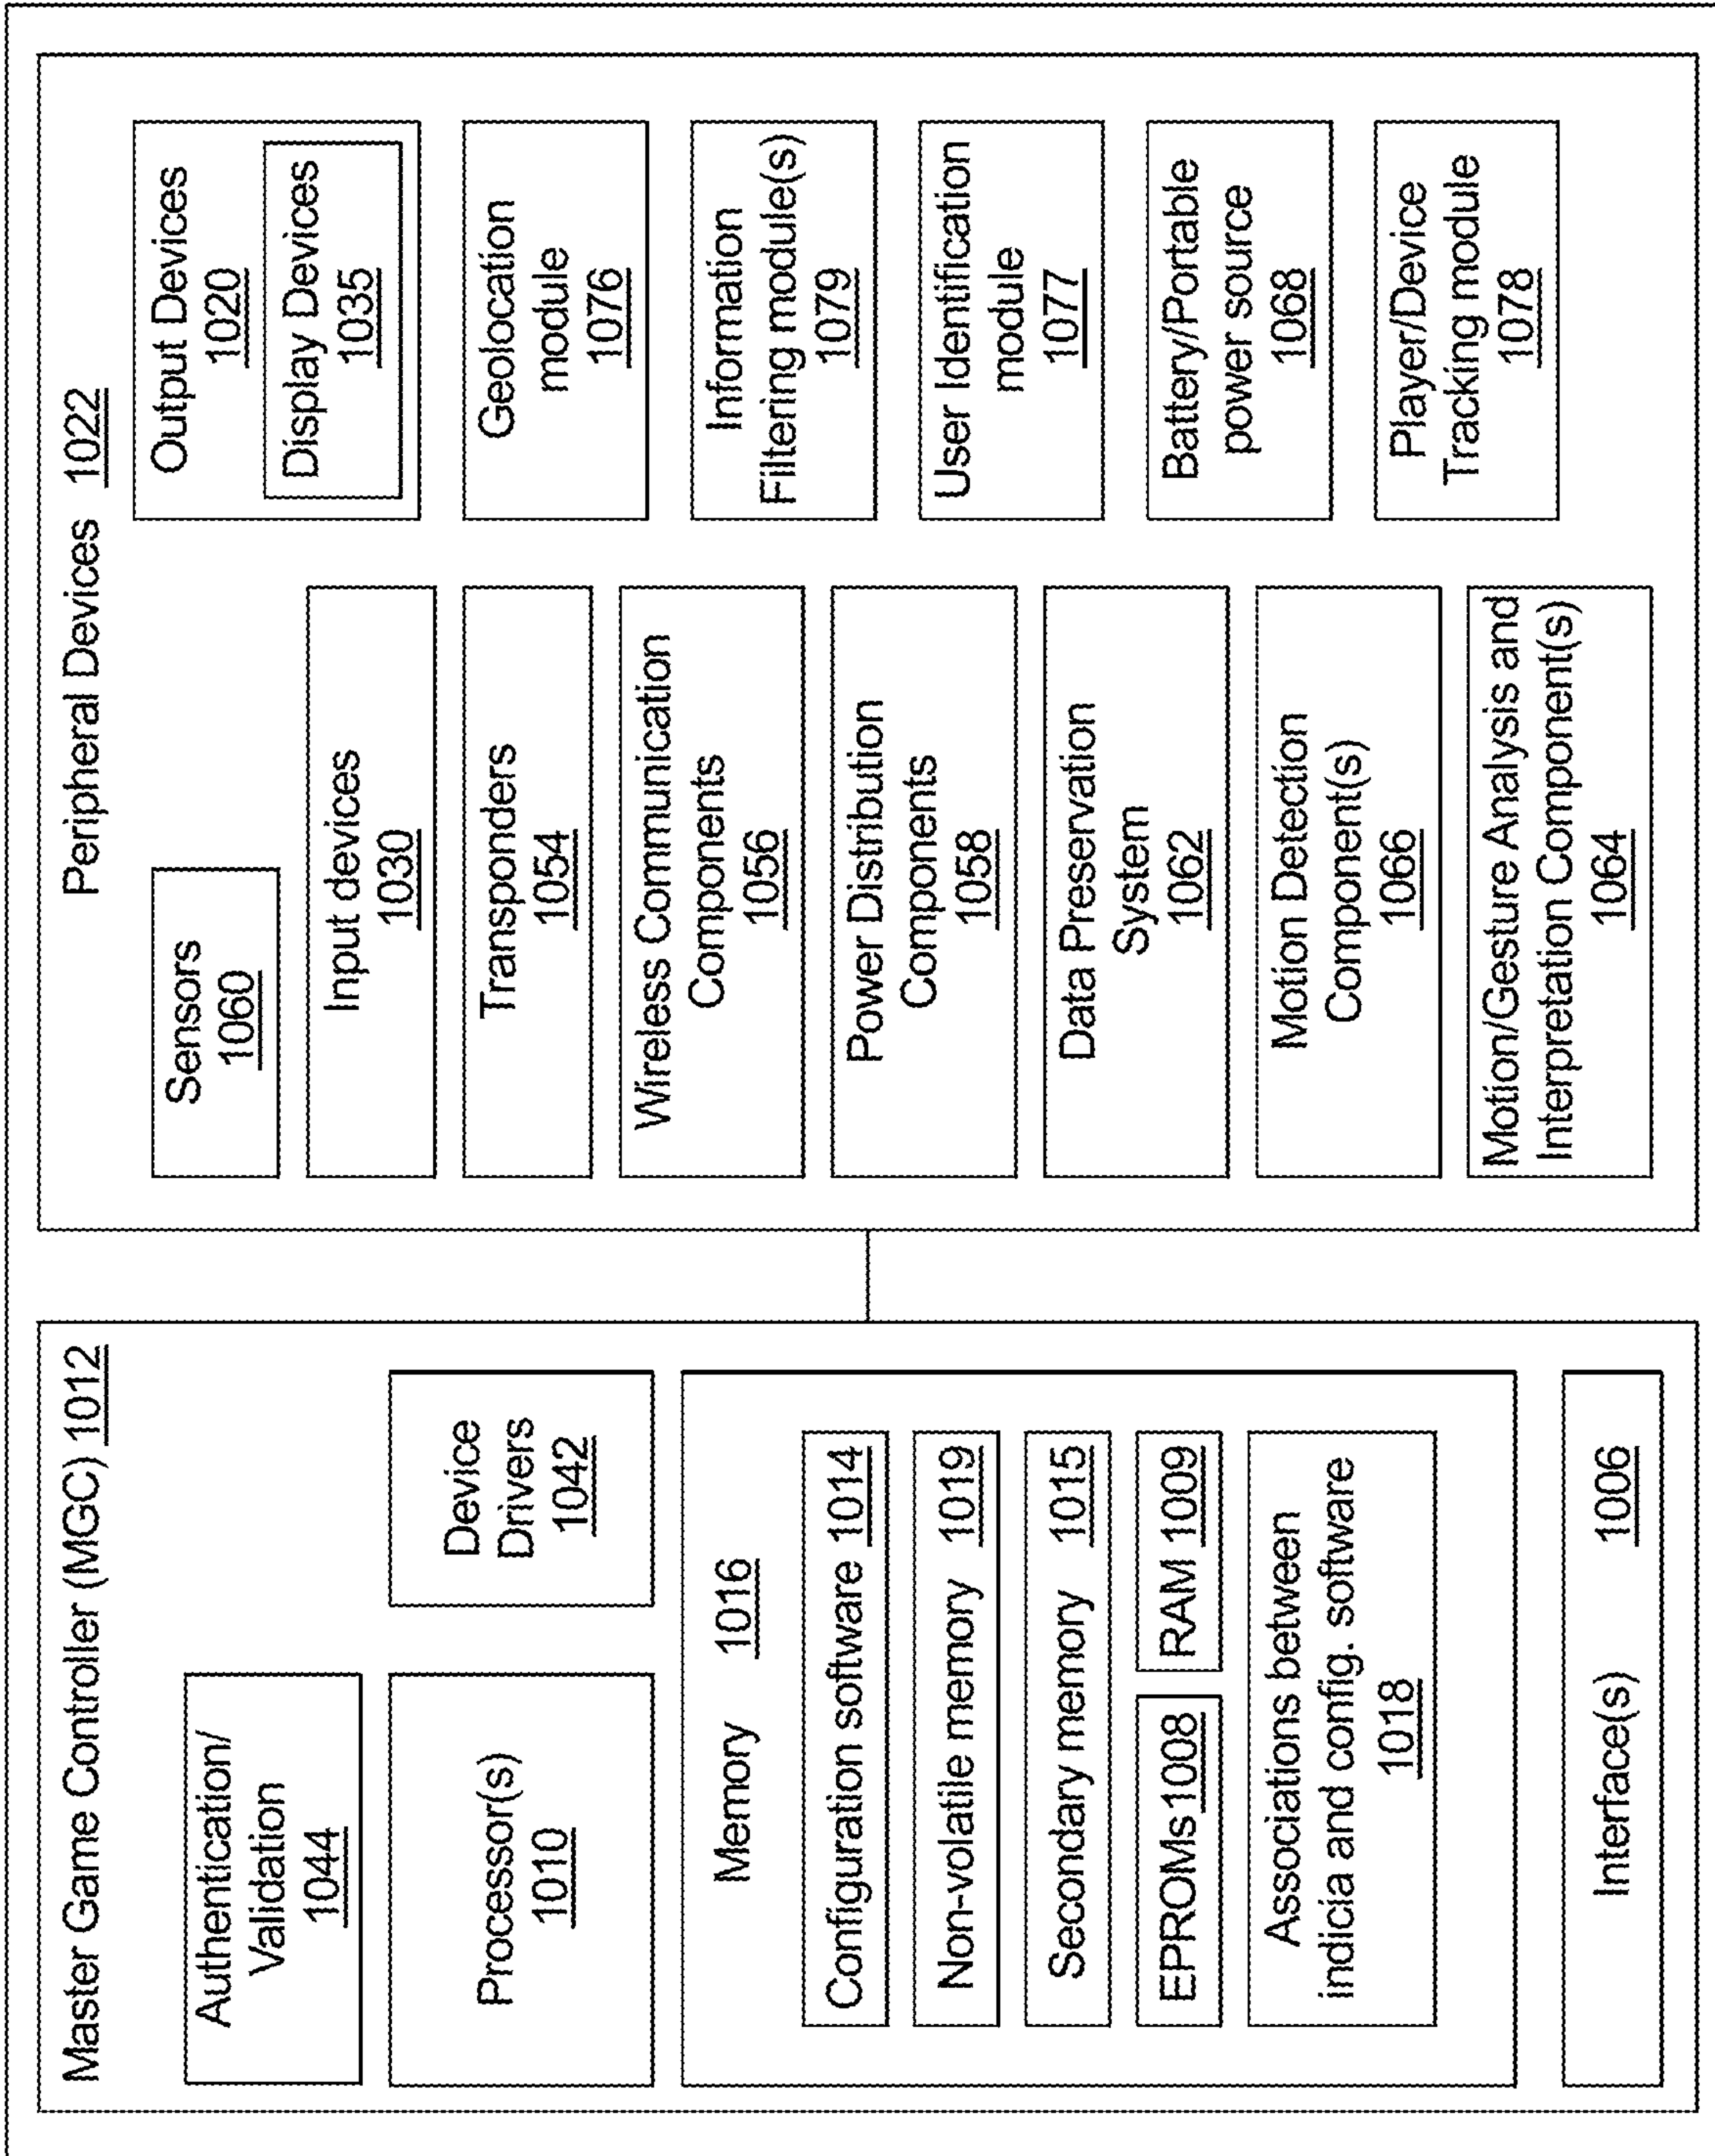 Master Game Controller (MGC) 1012
Authentication/
Validation
1044
Processor(s)
1010
Device
Drivers
1042
Memory 1016
Configuration software 1014
Non-volatile memory 1019
Secondary memory 1015
EPROMs 1008
RAM 1009
Associations between
indicia and config. software
1018
Interface(s) 1006
Peripheral Devices 1022
Sensors
1060
Input devices
1030
Transponders
1054
Wireless Communication
Components
1056
Power Distribution
Components
1058
Data Preservation
System
1062
Motion Detection
Component(s)
1066
Motion/Gesture Analysis and
Interpretation Component(s)
1064
Output Devices
1020
Display Devices
1035
Geolocation
module
1076
Information
Filtering module(s)
1079
User Identification
module
1077
Battery/Portable
power source
1068
Player/Device
Tracking module
1078